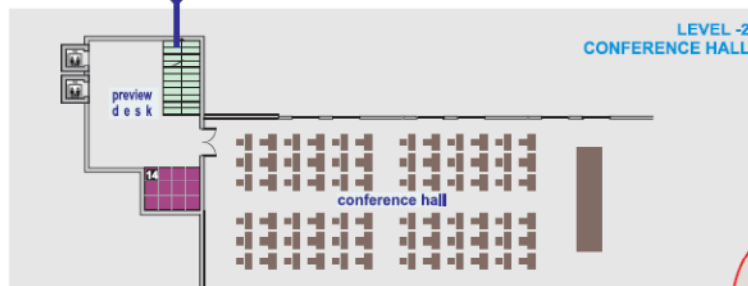 LEVEL -2
CONFERENCE HALL
preview
desk
14
conference hall